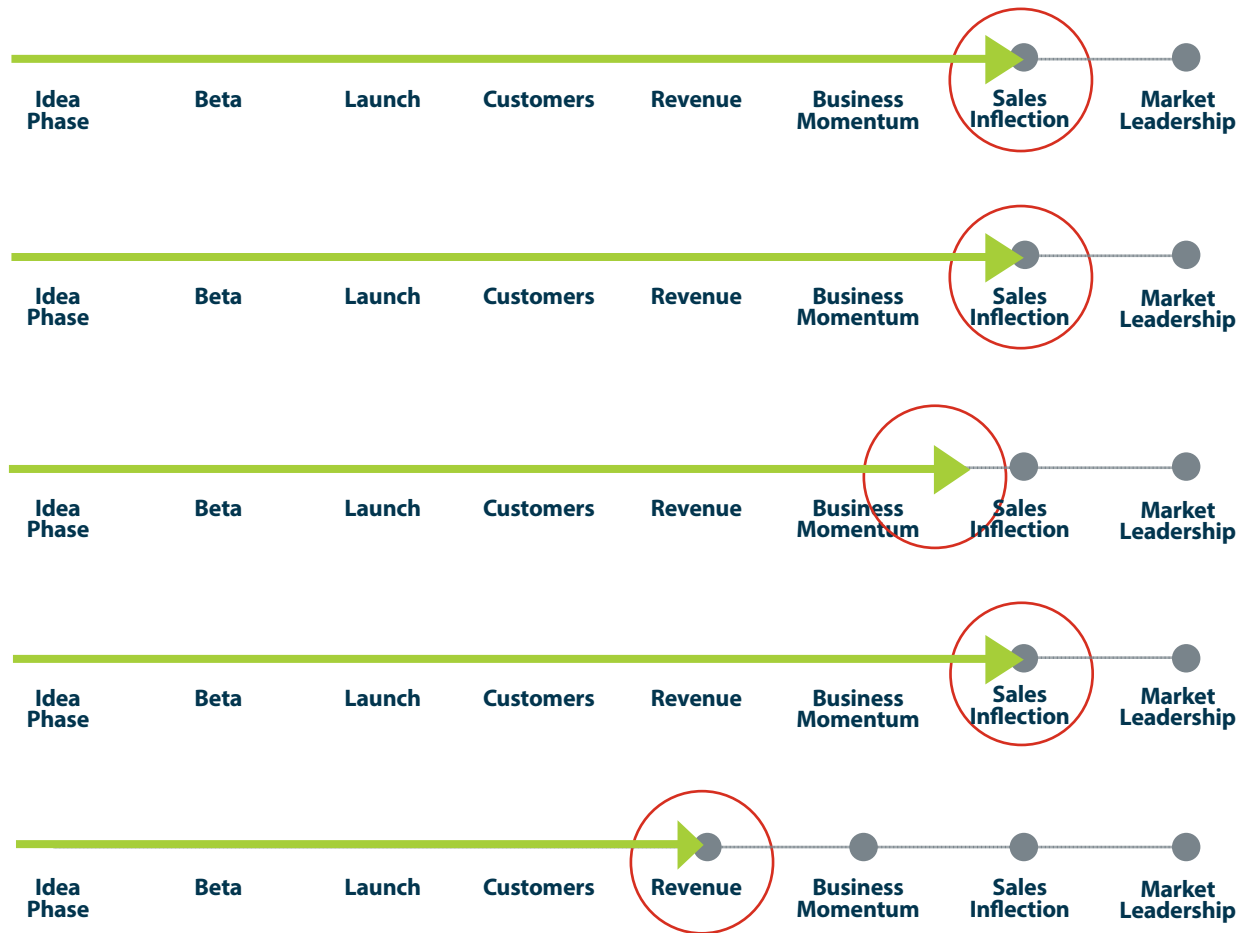 Idea Beta Launch Customers Revenue Business Sales Market
Phase Momentum Inflection Leadership
Idea Beta Launch Customers Revenue Business Sales Market
Phase Momentum Inflection Leadership
Idea Beta Launch Customers Revenue Business Sales Market
Phase Momentum Inflection Leadership
Idea Beta Launch Customers Revenue Business Sales Market
Phase Momentum Inflection Leadership
Idea Beta Launch Customers Revenue Business Sales Market
Phase Momentum Inflection Leadership